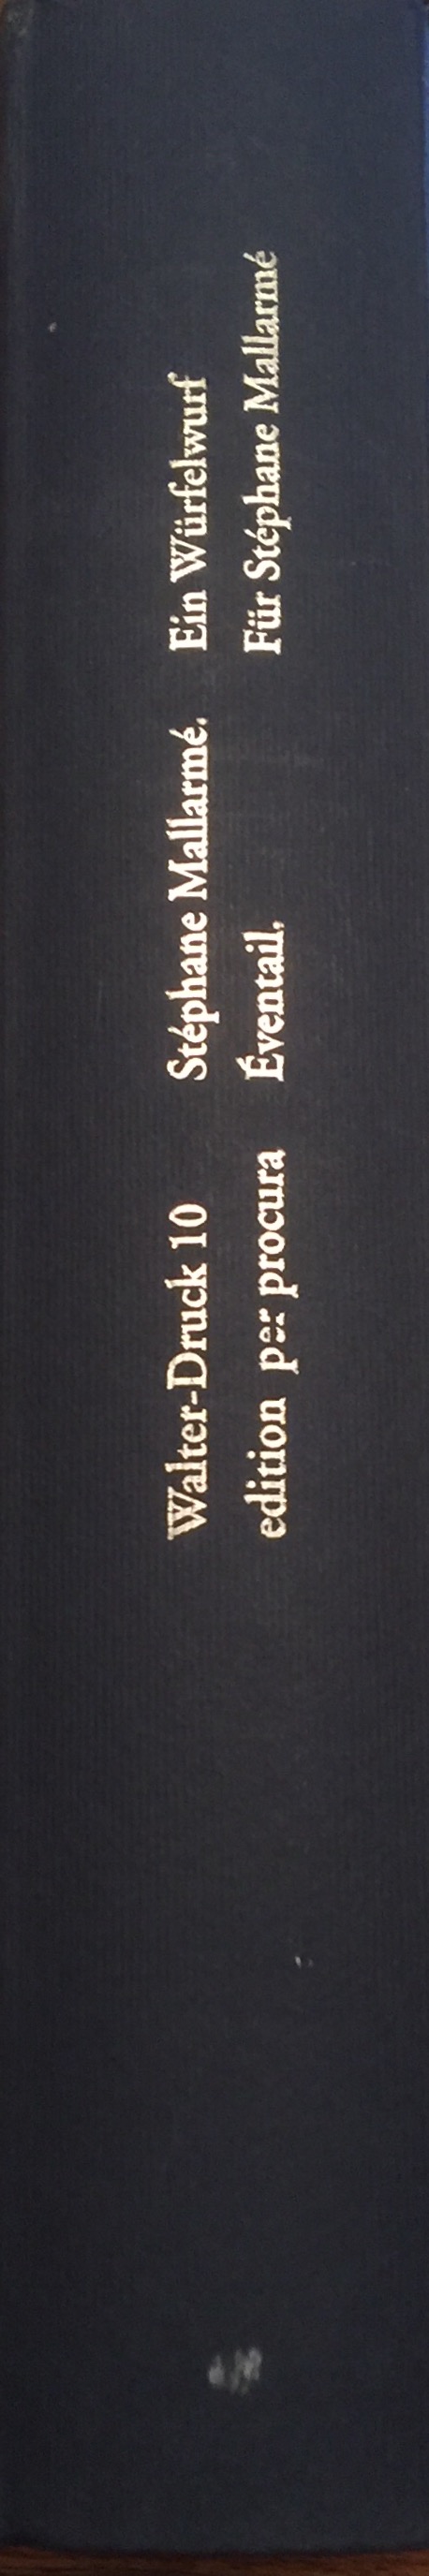 Walter-Druck 10 Stéphane Mallarmé. Ein Würfelwurf
edition per procura Éventail. Für Stéphane Mallarmé